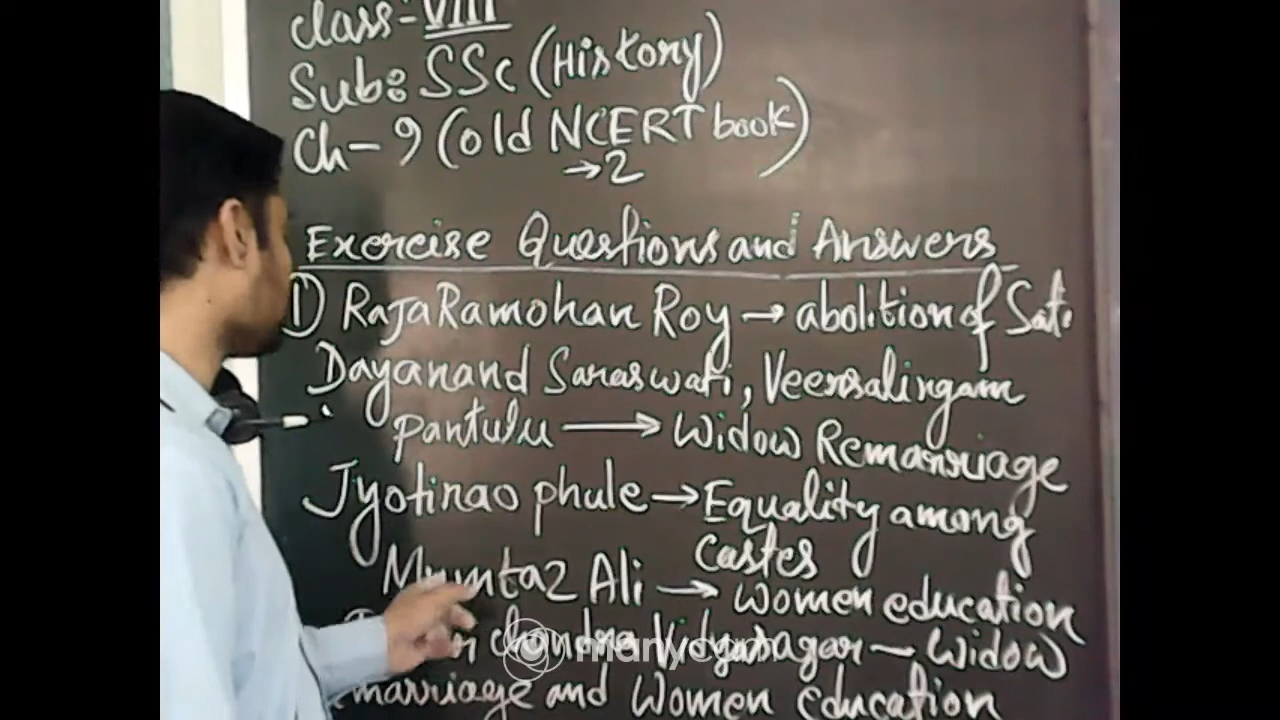 Class:- VIII
Sub: SSC (History)
Ch - 9 (old NCERT book)
→ 2
Exercise Questions and Answers
1) Raja Ramohan Roy → abolition of Sati
Dayanand Saraswati, Veersalingam
pantulu → Widow Remarriage
Jyotirao phule → Equality among
castes
Mumtaz Ali → Women education
chandra Vidyasagar – Widow
marriage and Women education
manycam